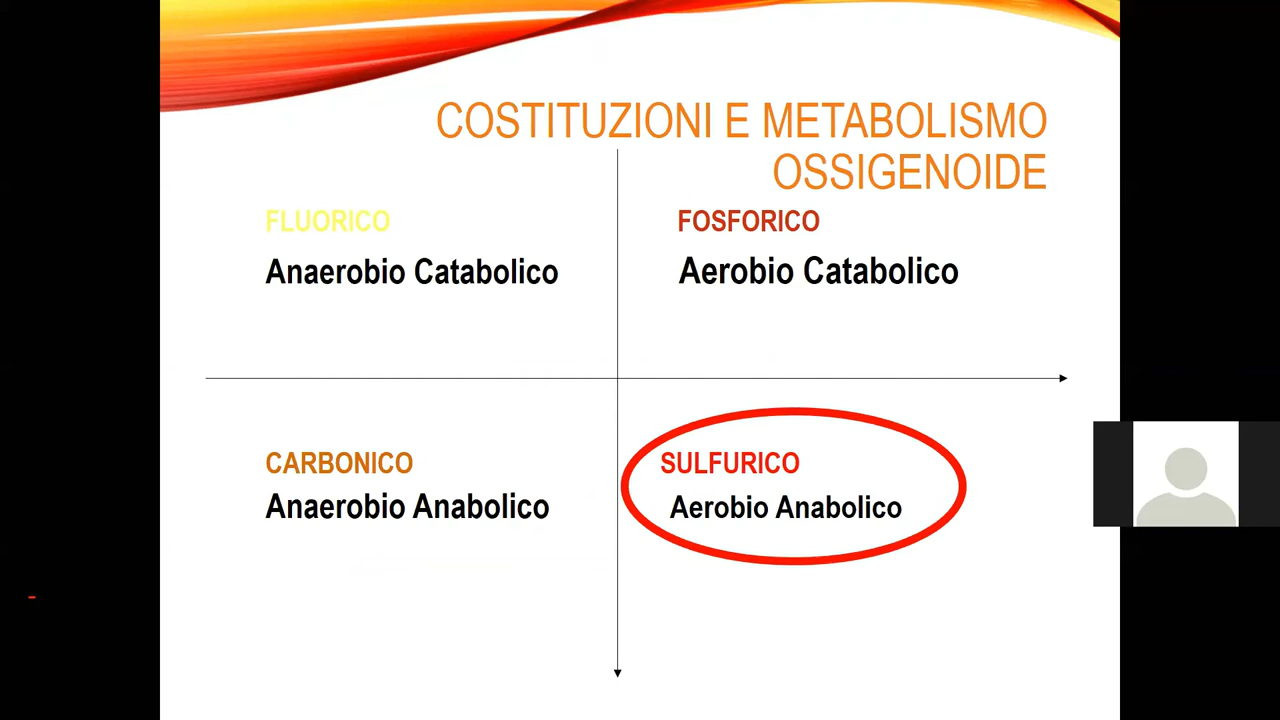 COSTITUZIONI E METABOLISMO
OSSIGENOIDE
FLUORICO
Anaerobio Catabolico
FOSFORICO
Aerobio Catabolico
CARBONICO
Anaerobio Anabolico
SULFURICO
Aerobio Anabolico